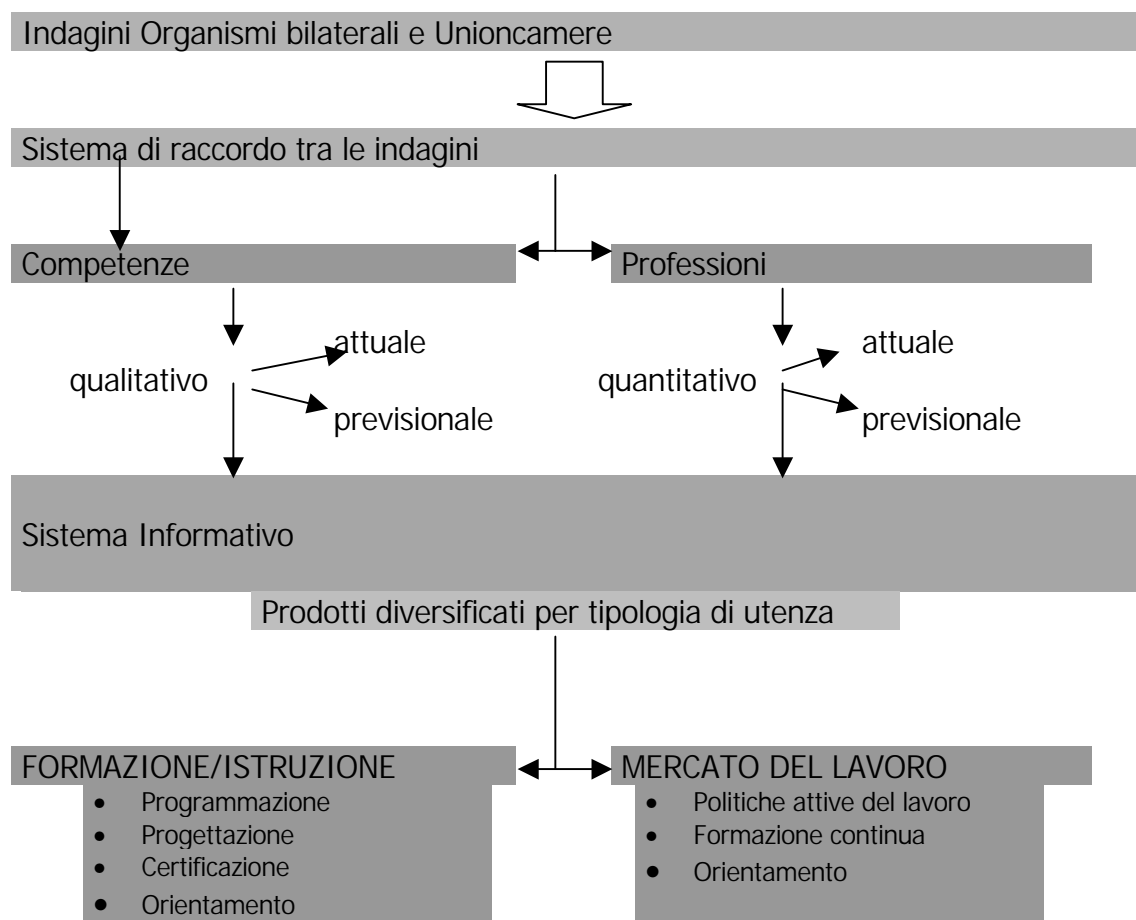 Indagini Organismi bilaterali e Unioncamere
Sistema di raccordo tra le indagini
Competenze
Professioni
attuale
qualitativo
previsionale
attuale
quantitativo
previsionale
Sistema Informativo
Prodotti diversificati per tipologia di utenza
FORMAZIONE/ISTRUZIONE
• Programmazione
• Progettazione
• Certificazione
• Orientamento
MERCATO DEL LAVORO
• Politiche attive del lavoro
• Formazione continua
• Orientamento